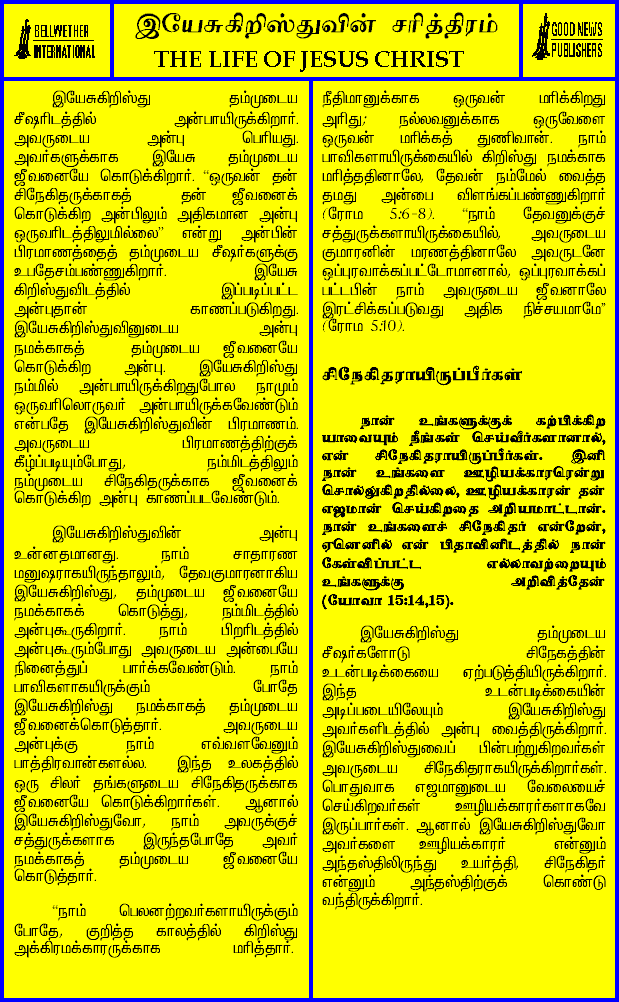 BELLWETHER
INTERNATIONAL
இயேசுகிறிஸ்துவின் சரித்திரம்
THE LIFE OF JESUS CHRIST
GOOD NEWS
PUBLISHERS
இயேசுகிறிஸ்து தம்முடைய
சீஷரிடத்தில் அன்பாயிருக்கிறார்.
அவருடைய அன்பு பெரியது.
அவர்களுக்காக இயேசு தம்முடைய
ஜீவனையே கொடுக்கிறார். “ஒருவன் தன்
சிநேகிதருக்காகத் தன் ஜீவனைக்
கொடுக்கிற அன்பிலும் அதிகமான அன்பு
ஒருவரிடத்திலுமில்லை” என்று அன்பின்
பிரமாணத்தைத் தம்முடைய சீஷர்களுக்கு
உபதேசம்பண்ணுகிறார். இயேசு
கிறிஸ்துவிடத்தில் இப்படிப்பட்ட
அன்புதான் காணப்படுகிறது.
இயேசுகிறிஸ்துவினுடைய அன்பு
நமக்காகத் தம்முடைய ஜீவனையே
கொடுக்கிற அன்பு. இயேசுகிறிஸ்து
நம்மில் அன்பாயிருக்கிறதுபோல நாமும்
ஒருவரிலொருவர் அன்பாயிருக்கவேண்டும்
என்பதே இயேசுகிறிஸ்துவின் பிரமாணம்.
அவருடைய பிரமாணத்திற்குக்
கீழ்ப்படியும்போது, நம்மிடத்திலும்
நம்முடைய சிநேகிதருக்காக ஜீவனைக்
கொடுக்கிற அன்பு காணப்படவேண்டும்.
இயேசுகிறிஸ்துவின் அன்பு
உன்னதமானது. நாம் சாதாரண
மனுஷராகயிருந்தாலும், தேவகுமாரனாகிய
இயேசுகிறிஸ்து, தம்முடைய ஜீவனையே
நமக்காகக் கொடுத்து, நம்மிடத்தில்
அன்புகூருகிறார். நாம் பிறரிடத்தில்
அன்புகூரும்போது அவருடைய அன்பையே
நினைத்துப் பார்க்கவேண்டும். நாம்
பாவிகளாகயிருக்கும் போதே
இயேசுகிறிஸ்து நமக்காகத் தம்முடைய
ஜீவனைக்கொடுத்தார். அவருடைய
அன்புக்கு நாம் எவ்வளவேனும்
பாத்திரவான்களல்ல. இந்த உலகத்தில்
ஒரு சிலர் தங்களுடைய சிநேகிதருக்காக
ஜீவனையே கொடுக்கிறார்கள். ஆனால்
இயேசுகிறிஸ்துவோ, நாம் அவருக்குச்
சத்துருக்களாக இருந்தபோதே அவர்
நமக்காகத் தம்முடைய ஜீவனையே
கொடுத்தார்.
“நாம் பெலனற்றவர்களாயிருக்கும்
போதே, குறித்த காலத்தில் கிறிஸ்து
அக்கிரமக்காரருக்காக மரித்தார்.
நீதிமானுக்காக ஒருவன் மரிக்கிறது
அரிது; நல்லவனுக்காக ஒருவேளை
ஒருவன் மரிக்கத் துணிவான். நாம்
பாவிகளாயிருக்கையில் கிறிஸ்து நமக்காக
மரித்ததினாலே, தேவன் நம்மேல் வைத்த
தமது அன்பை விளங்கப்பண்ணுகிறார்
(ரோம 5:6-8). “நாம் தேவனுக்குச்
சத்துருக்களாயிருக்கையில், அவருடைய
குமாரனின் மரணத்தினாலே அவருடனே
ஒப்புரவாக்கப்பட்டோமானால், ஒப்புரவாக்கப்
பட்டபின் நாம் அவருடைய ஜீவனாலே
இரட்சிக்கப்படுவது அதிக நிச்சயமாமே”
(ரோம 5:10).
சிநேகிதராயிருப்பீர்கள்
நான் உங்களுக்குக் கற்பிக்கிற
யாவையும் நீங்கள் செய்வீர்களானால்,
என் சிநேகிதராயிருப்பீர்கள். இனி
நான் உங்களை ஊழியக்காரரென்று
சொல்லுகிறதில்லை, ஊழியக்காரன் தன்
எஜமான் செய்கிறதை அறியமாட்டான்.
நான் உங்களைச் சிநேகிதர் என்றேன்,
ஏனெனில் என் பிதாவினிடத்தில் நான்
கேள்விப்பட்ட எல்லாவற்றையும்
உங்களுக்கு அறிவித்தேன்
(யோவா 15:14,15).
இயேசுகிறிஸ்து தம்முடைய
சீஷர்களோடு சிநேகத்தின்
உடன்படிக்கையை ஏற்படுத்தியிருக்கிறார்.
இந்த உடன்படிக்கையின்
அடிப்படையிலேயும் இயேசுகிறிஸ்து
அவர்களிடத்தில் அன்பு வைத்திருக்கிறார்.
இயேசுகிறிஸ்துவைப் பின்பற்றுகிறவர்கள்
அவருடைய சிநேகிதராகயிருக்கிறார்கள்.
பொதுவாக எஜமானுடைய வேலையைச்
செய்கிறவர்கள் ஊழியக்காரர்களாகவே
இருப்பார்கள். ஆனால் இயேசுகிறிஸ்துவோ
அவர்களை ஊழியக்காரர் என்னும்
அந்தஸ்திலிருந்து உயர்த்தி, சிநேகிதர்
என்னும் அந்தஸ்திற்குக் கொண்டு
வந்திருக்கிறார்.